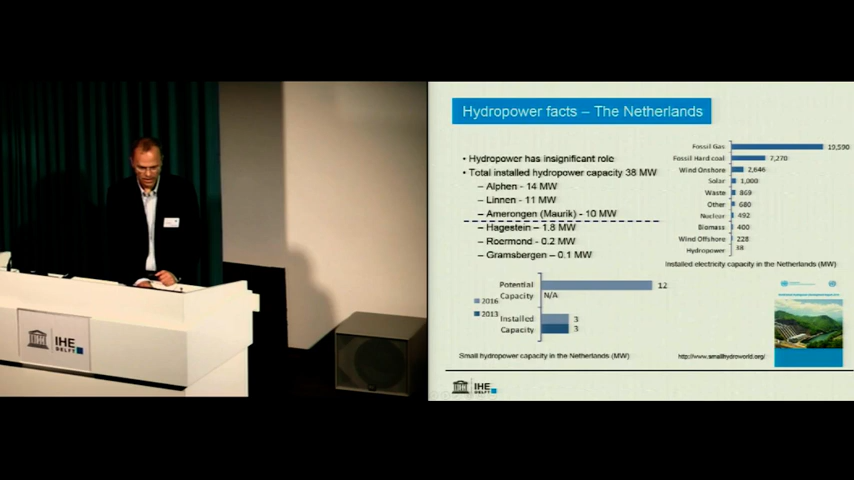 Hydropower facts – The Netherlands
• Hydropower has insignificant role
• Total installed hydropower capacity 38 MW
– Alphen - 14 MW
– Linnen - 11 MW
– Amerongen (Maurik) - 10 MW
– Hagestein – 1.8 MW
– Roermond - 0.2 MW
– Gramsbergen – 0.1 MW
Fossil Gas 19,590
Fossil Hard coal 7,270
Wind Onshore 2,646
Solar 1,000
Waste 869
Other 680
Nuclear 492
Biomass 400
Wind Offshore 228
Hydropower 38
Installed electricity capacity in the Netherlands (MW)
Potential Capacity 12
N/A
2016
2013
Installed Capacity 3
3
Small hydropower capacity in the Netherlands (MW)
http://www.smallhydroworld.org/
IHE
DELFT
IHE
DELFT